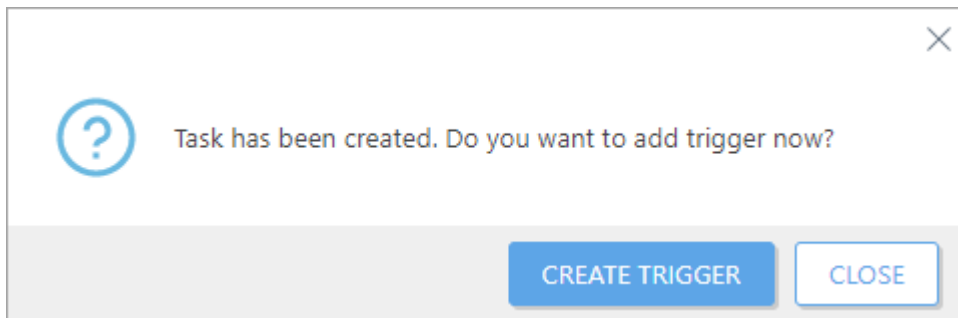 Task has been created. Do you want to add trigger now?
CREATE TRIGGER
CLOSE